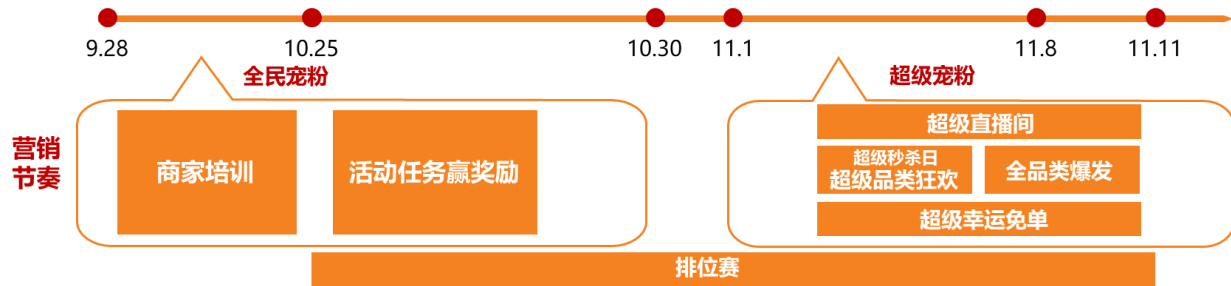 9.28
10.25
10.30
11.1
11.8
11.11
全民宠粉
超级宠粉
营销
节奏
商家培训
活动任务赢奖励
超级直播间
超级秒杀日
超级品类狂欢
全品类爆发
超级幸运免单
排位赛